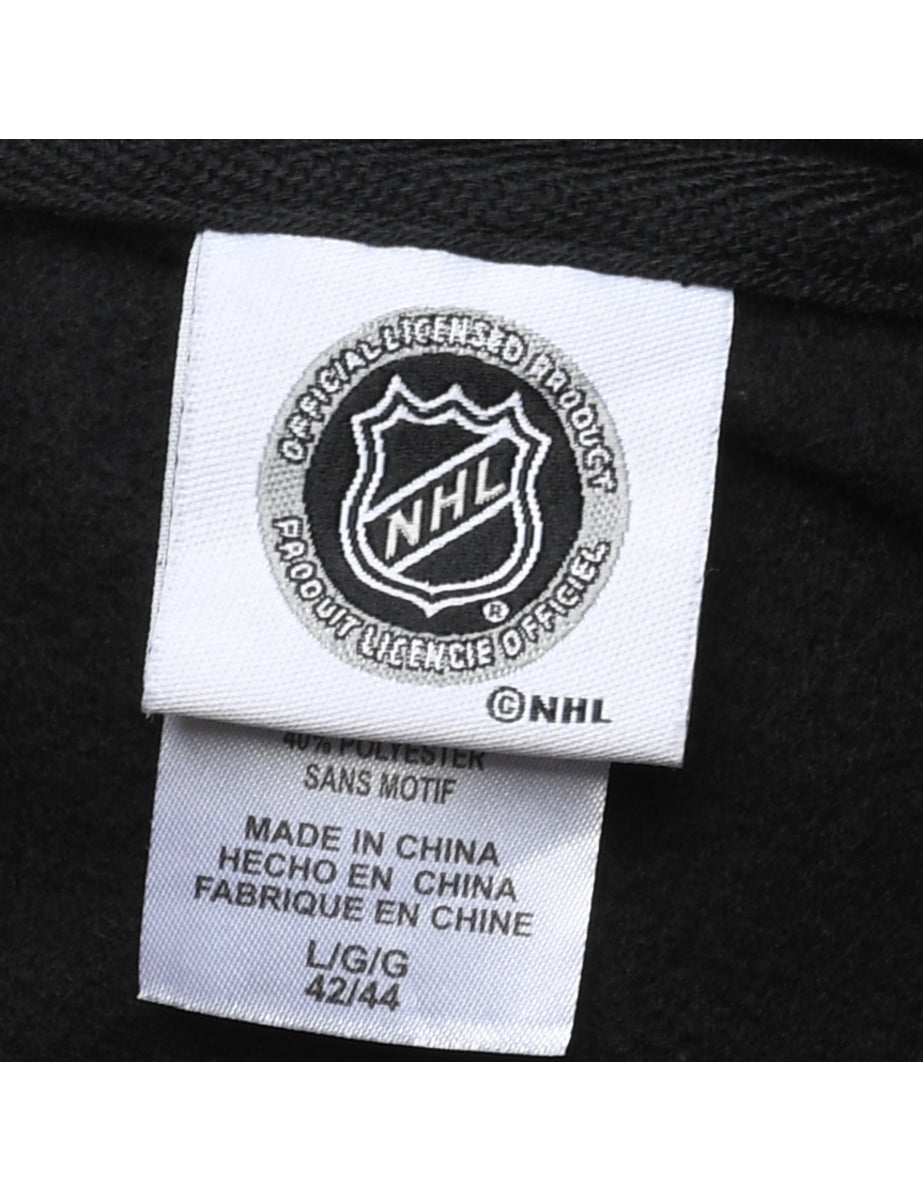 OFFICIAL LICENSED PRODUCT
NHL
®
PRODUIT LICENCIE OFFICIEL
©NHL
40% POLYESTER
SANS MOTIF
MADE IN CHINA
HECHO EN CHINA
FABRIQUE EN CHINE
L/G/G
42/44